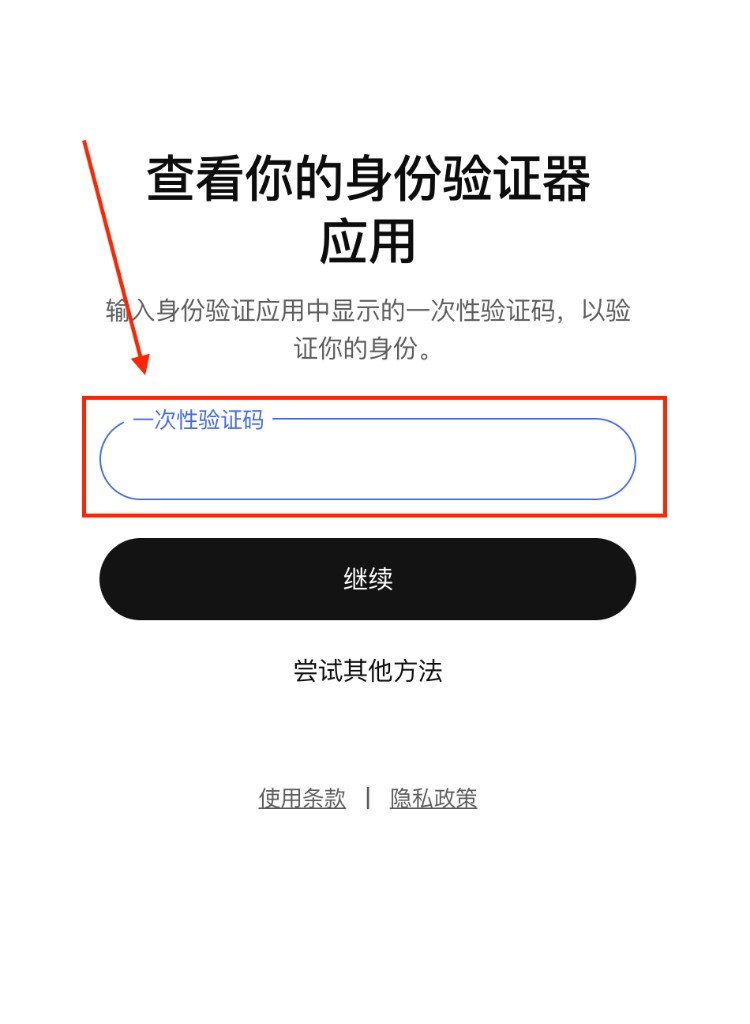 查看你的身份验证器
应用
输入身份验证应用中显示的一次性验证码，以验
证你的身份。
一次性验证码
继续
尝试其他方法
使用条款 | 隐私政策